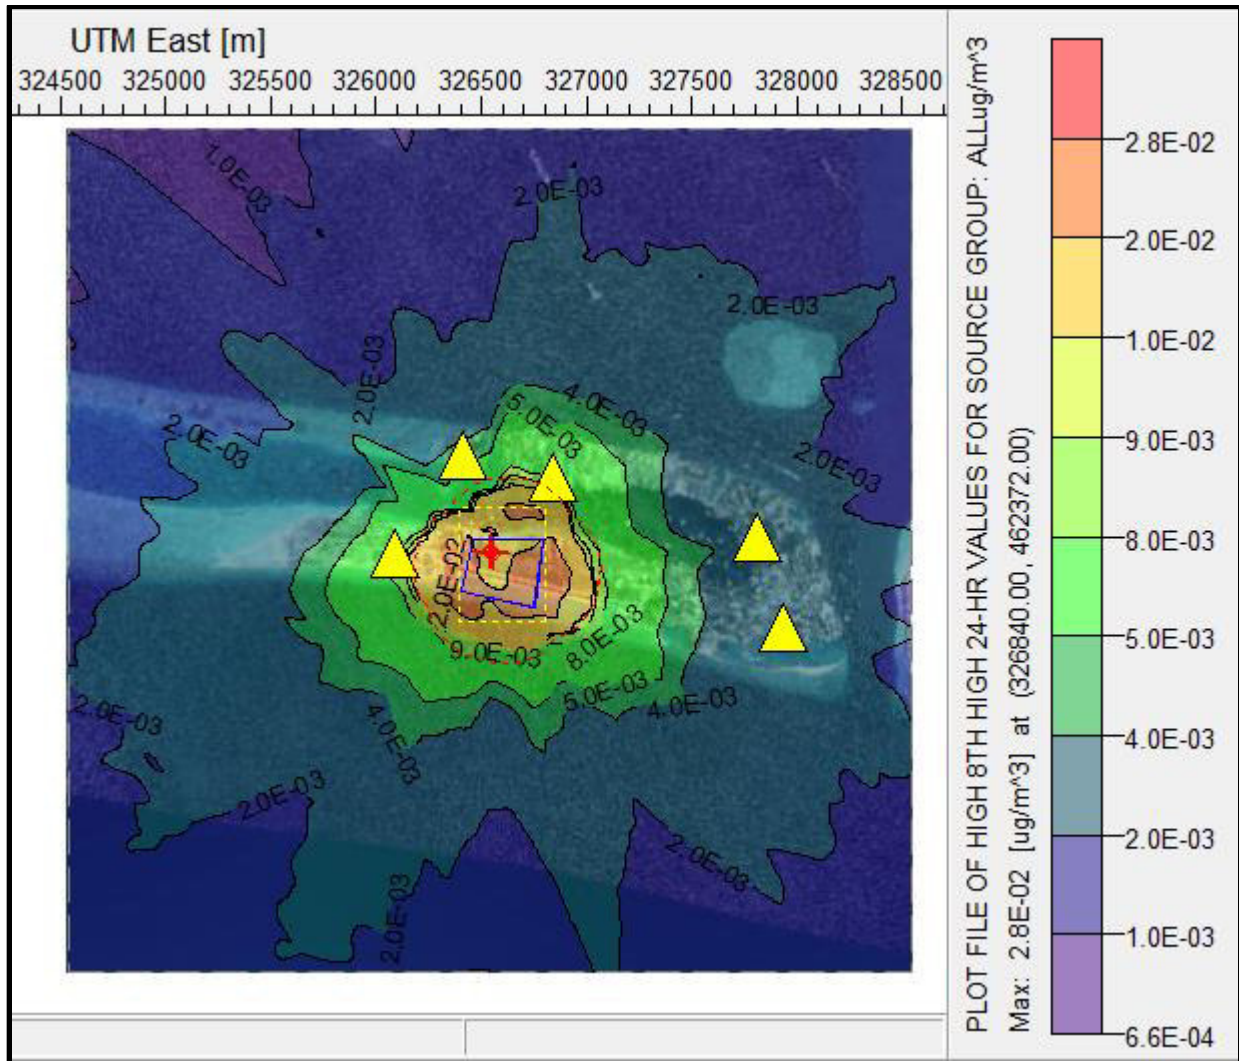 UTM East [m]
324500 325000 325500 326000 326500 327000 327500 328000 328500
1.0E-03
2.0E-03
2.0E-03
2.0E-03
4.0E-03
5.0E-03
2.0E-03
2.0E-03
2.0E-02
9.0E-03
8.0E-03
5.0E-03
4.0E-03
2.0E-03
4.0E-03
2.0E-03
2.0E-03
2.0E-03
PLOT FILE OF HIGH 8TH HIGH 24-HR VALUES FOR SOURCE GROUP: ALLug/m^3
Max: 2.8E-02 [ug/m^3] at (326840.00, 462372.00)
2.8E-02
2.0E-02
1.0E-02
9.0E-03
8.0E-03
5.0E-03
4.0E-03
2.0E-03
1.0E-03
6.6E-04